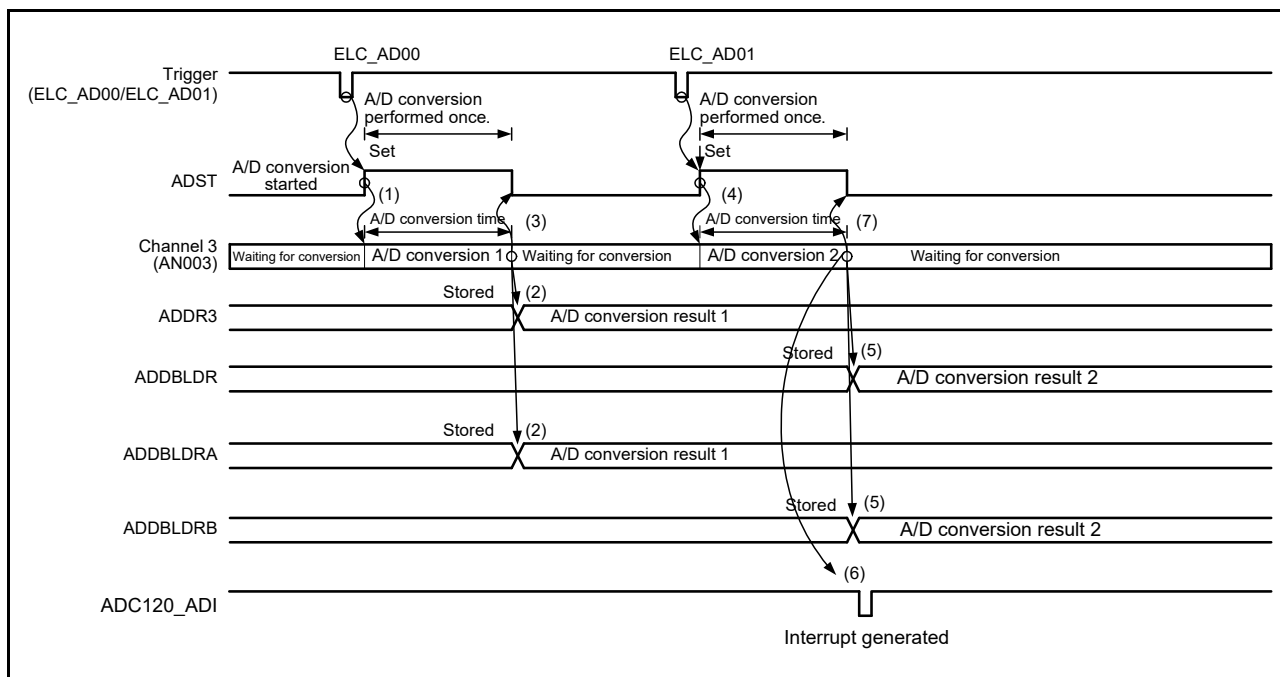 ELC_AD00
ELC_AD01
Trigger
(ELC_AD00/ELC_AD01)
A/D conversion
performed once.
A/D conversion
performed once.
Set
Set
A/D conversion
started
ADST
(1)
(4)
A/D conversion time
(3)
A/D conversion time
(7)
Channel 3
(AN003)
Waiting for conversion
A/D conversion 1
Waiting for conversion
A/D conversion 2
Waiting for conversion
Stored
(2)
ADDR3
A/D conversion result 1
Stored
(5)
ADDBLDR
A/D conversion result 2
Stored
(2)
ADDBLDRA
A/D conversion result 1
Stored
(5)
ADDBLDRB
A/D conversion result 2
(6)
ADC120_ADI
Interrupt generated